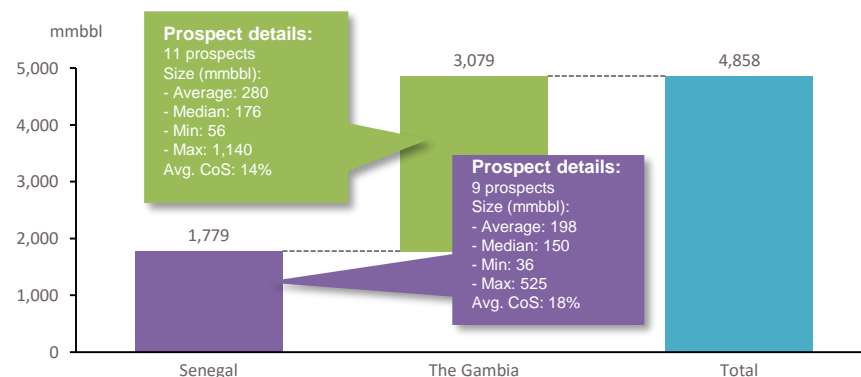 mmbbl
5,000
4,000
3,000
2,000
1,000
0
Prospect details:
11 prospects
Size (mmbbl):
- Average: 280
- Median: 176
- Min: 56
- Max: 1,140
Avg. CoS: 14%
3,079
4,858
1,779
Prospect details:
9 prospects
Size (mmbbl):
- Average: 198
- Median: 150
- Min: 36
- Max: 525
Avg. CoS: 18%
Senegal
The Gambia
Total